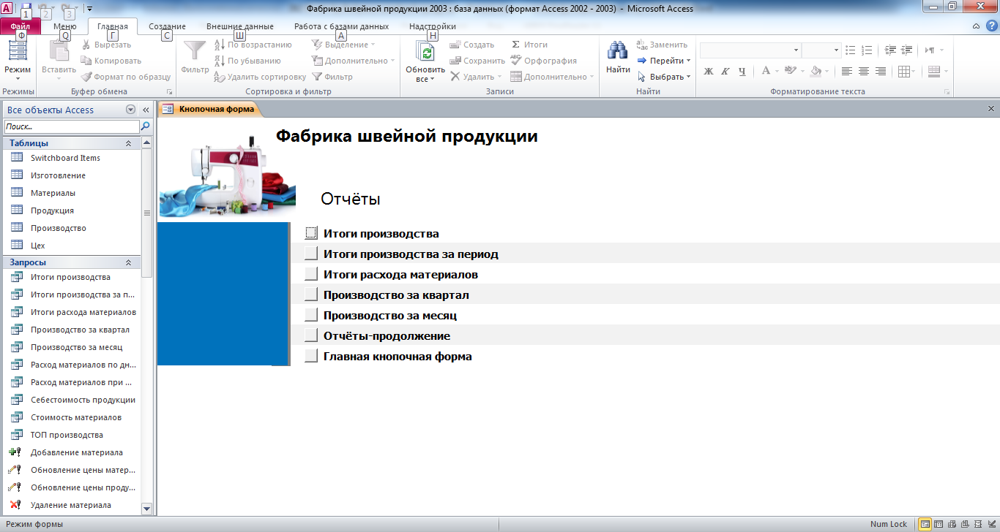 Фабрика швейной продукции 2003 : база данных (формат Access 2002 - 2003) - Microsoft Access
1 2 3
Файл Меню Главная Создание Внешние данные Работа с базами данных Надстройки
Ф Q Г С Ш А Н
Режим
Режимы
Вставить
Вырезать
Копировать
Формат по образцу
Буфер обмена
Фильтр
По возрастанию
По убыванию
Удалить сортировку
Выделение
Дополнительно
Фильтр
Сортировка и фильтр
Обновить
все
Создать
Сохранить
Удалить
Итоги
Орфография
Дополнительно
Записи
Найти
Заменить
Перейти
Выбрать
Найти
Ж К Ч А
Форматирование текста
Все объекты Access
Поиск...
Таблицы
Switchboard Items
Изготовление
Материалы
Продукция
Производство
Цех
Запросы
Итоги производства
Итоги производства за п...
Итоги расхода материалов
Производство за квартал
Производство за месяц
Расход материалов по дн...
Расход материалов при ...
Себестоимость продукции
Стоимость материалов
ТОП производства
Добавление материала
Обновление цены матер...
Обновление цены проду...
Удаление материала
Кнопочная форма
Фабрика швейной продукции
Отчёты
Итоги производства
Итоги производства за период
Итоги расхода материалов
Производство за квартал
Производство за месяц
Отчёты-продолжение
Главная кнопочная форма
Режим формы
Num Lock